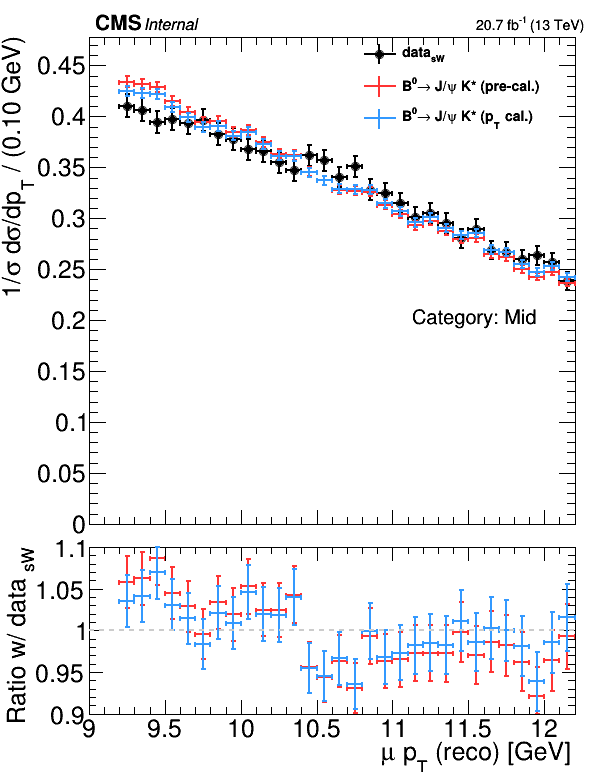 CMS Internal
20.7 fb⁻¹ (13 TeV)
1/σ dσ/dp_T / (0.10 GeV)
0.45
0.4
0.35
0.3
0.25
0.2
0.15
0.1
0.05
0
data_sW
B⁰→ J/ψ K* (pre-cal.)
B⁰→ J/ψ K* (p_T cal.)
Category: Mid
Ratio w/ data_sW
1.1
1.05
1
0.95
0.9
9
9.5
10
10.5
11
11.5
12
μ p_T (reco) [GeV]